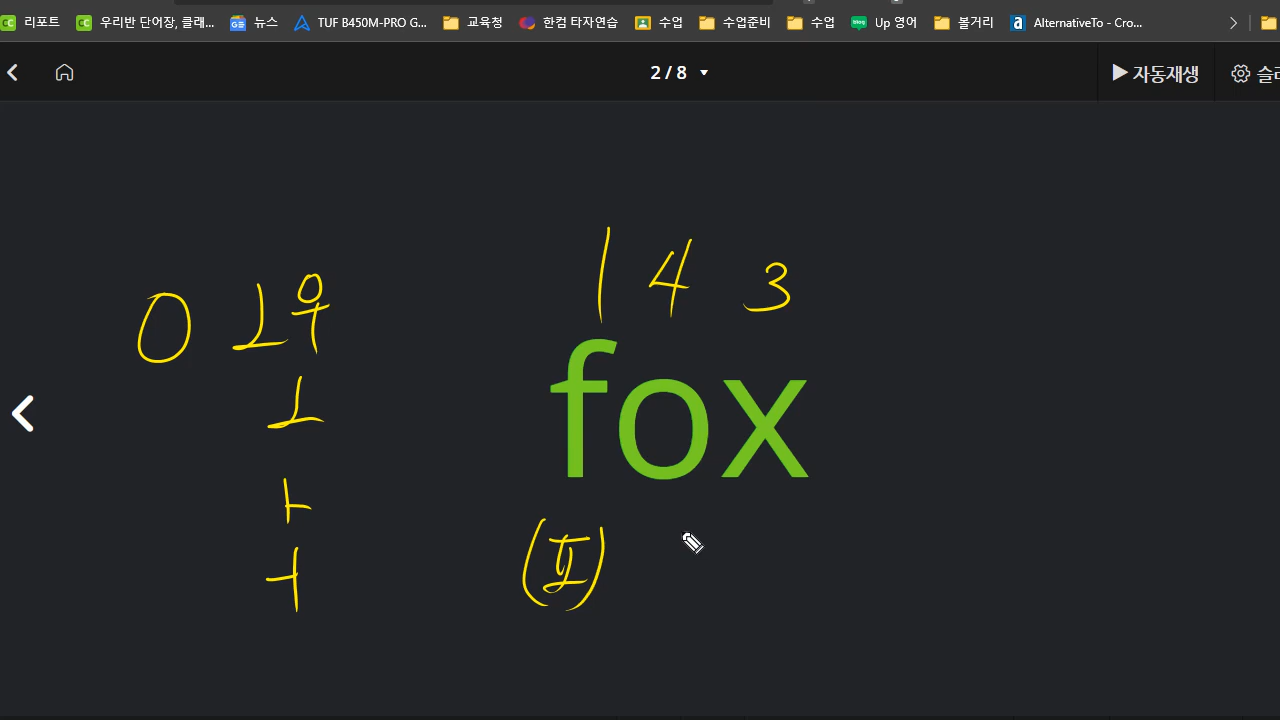 리포트 우리반 단어장, 클래... 뉴스 TUF B450M-PRO G... 교육청 한컴 타자연습 수업 수업준비 수업 Up 영어 볼거리 AlternativeTo - Cro...
2 / 8 자동재생
1 4 3
0
ㅗ
ㅏ
ㅓ
fox